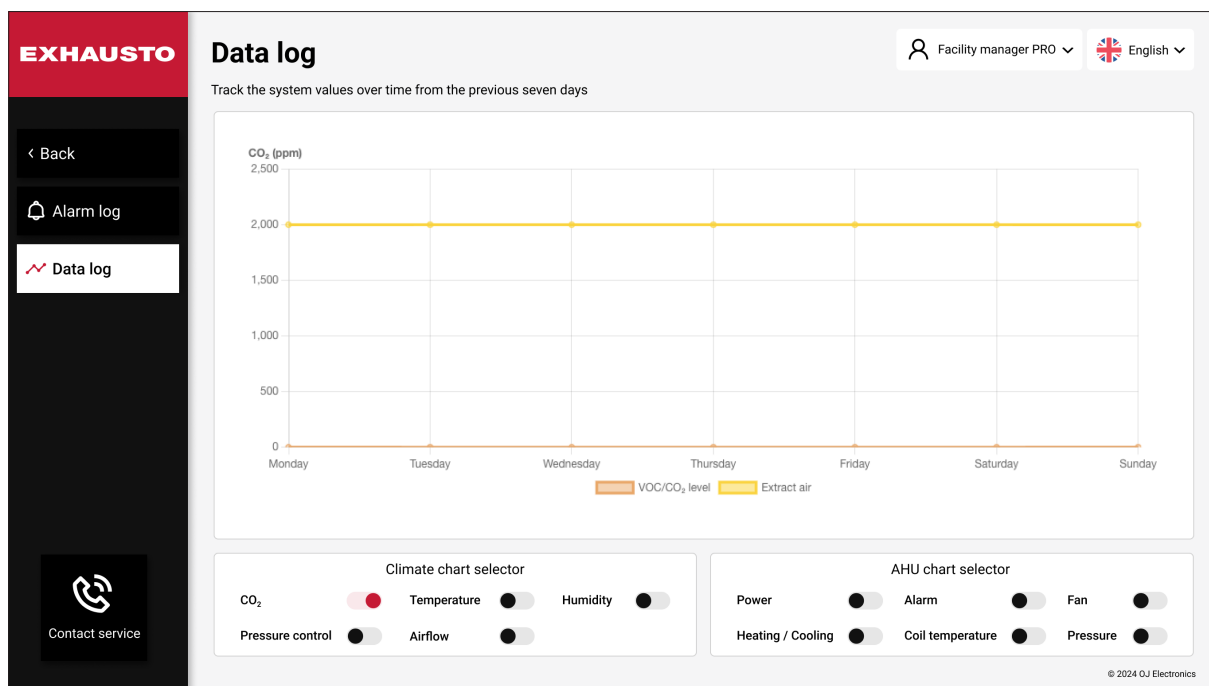 EXHAUSTO
Data log
Facility manager PRO
English
Track the system values over time from the previous seven days
Back
Alarm log
Data log
CO₂ (ppm)
2,500
2,000
1,500
1,000
500
0
Monday Tuesday Wednesday Thursday Friday Saturday Sunday
VOC/CO₂ level Extract air
Climate chart selector
CO₂ Temperature Humidity
Pressure control Airflow
AHU chart selector
Power Alarm Fan
Heating / Cooling Coil temperature Pressure
Contact service
© 2024 OJ Electronics